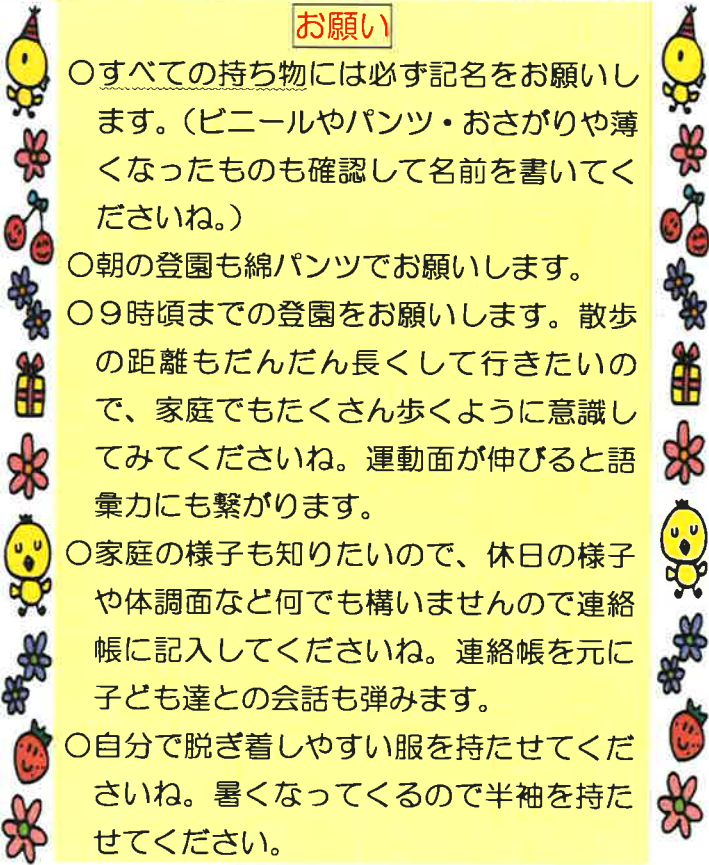 お願い
○すべての持ち物には必ず記名をお願いし
ます。（ビニールやパンツ・おさがりや薄
くなったものも確認して名前を書いてく
ださいね。）
○朝の登園も綿パンツでお願いします。
○９時頃までの登園をお願いします。散歩
の距離もだんだん長くして行きたいの
で、家庭でもたくさん歩くように意識し
てみてくださいね。運動面が伸びると語
彙力にも繋がります。
○家庭の様子も知りたいので、休日の様子
や体調面など何でも構いませんので連絡
帳に記入してくださいね。連絡帳を元に
子ども達との会話も弾みます。
○自分で脱ぎ着しやすい服を持たせてくだ
さいね。暑くなってくるので半袖を持た
せてください。